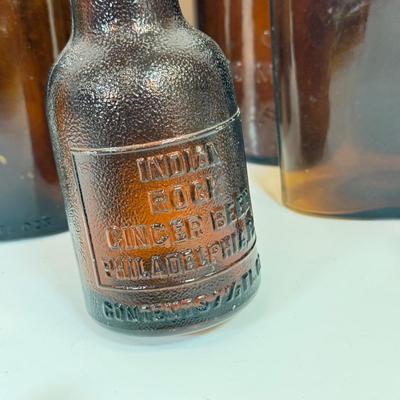 INDIAN
ROCK
GINGER BEER
PHILADELPHIA
CONTENTS